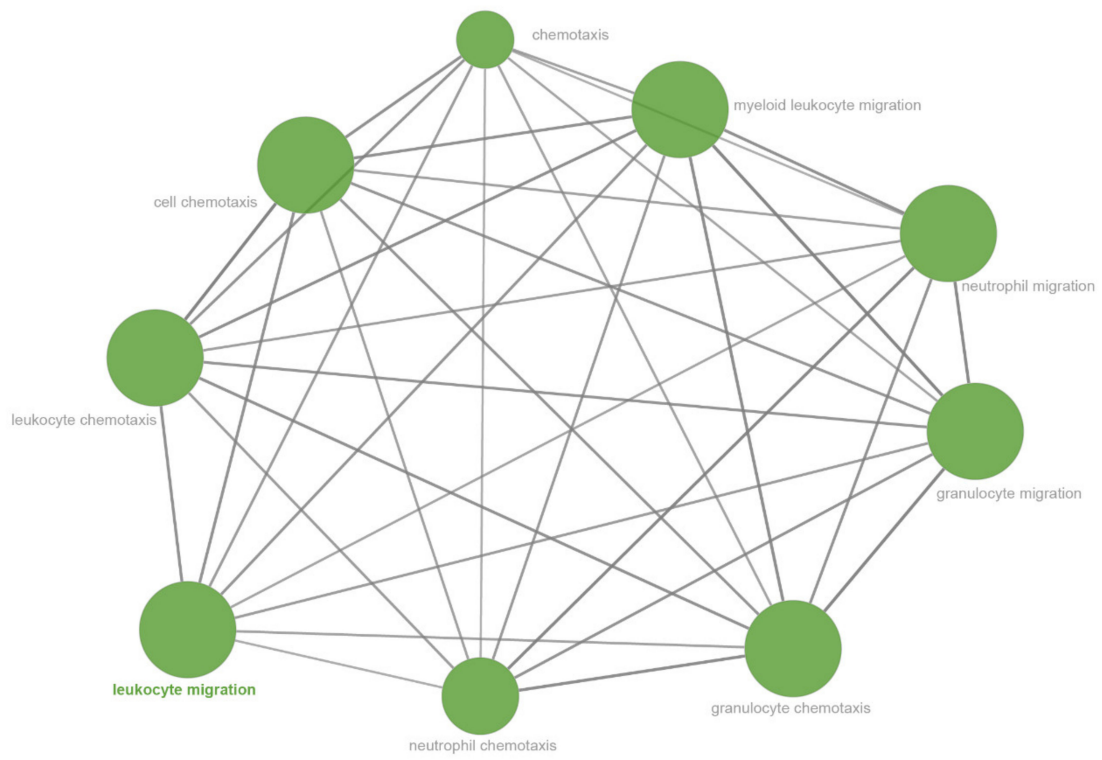 chemotaxis
myeloid leukocyte migration
cell chemotaxis
neutrophil migration
leukocyte chemotaxis
granulocyte migration
leukocyte migration
granulocyte chemotaxis
neutrophil chemotaxis